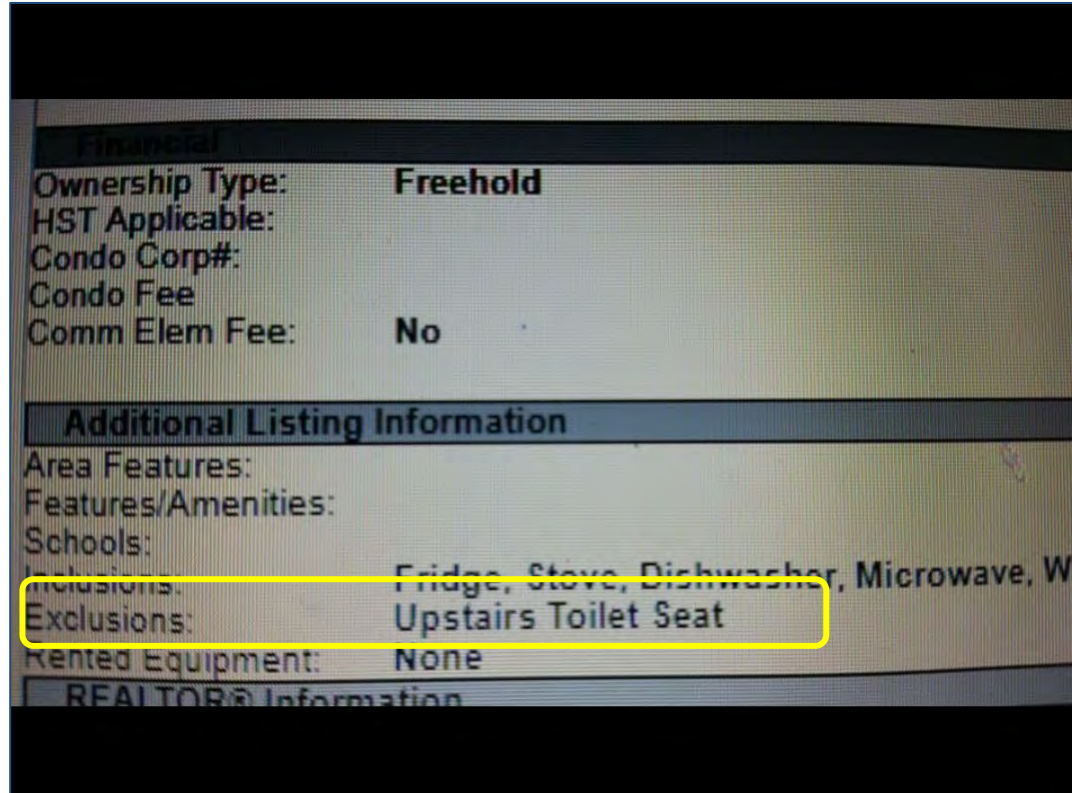 Financial
Ownership Type: Freehold
HST Applicable:
Condo Corp#:
Condo Fee
Comm Elem Fee: No
Additional Listing Information
Area Features:
Features/Amenities:
Schools:
Inclusions: Fridge, Stove, Dishwasher, Microwave, W
Exclusions: Upstairs Toilet Seat
Rented Equipment: None
REALTOR® Information